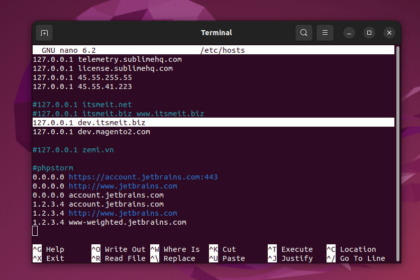 Terminal
GNU nano 6.2 /etc/hosts
127.0.0.1 telemetry.sublimehq.com
127.0.0.1 license.sublimehq.com
127.0.0.1 45.55.255.55
127.0.0.1 45.55.41.223
#127.0.0.1 itsmeit.net
#127.0.0.1 itsmeit.biz www.itsmeit.biz
127.0.0.1 dev.itsmeit.biz
127.0.0.1 dev.magento2.com
#127.0.0.1 zemi.vn
#phpstorm
0.0.0.0 https://account.jetbrains.com:443
0.0.0.0 http://www.jetbrains.com
0.0.0.0 account.jetbrains.com
1.2.3.4 account.jetbrains.com
1.2.3.4 http://www.jetbrains.com
1.2.3.4 www-weighted.jetbrains.com
^G Help ^O Write Out ^W Where Is ^K Cut ^T Execute ^C Location
^X Exit ^R Read File ^\ Replace ^U Paste ^J Justify ^/ Go To Line